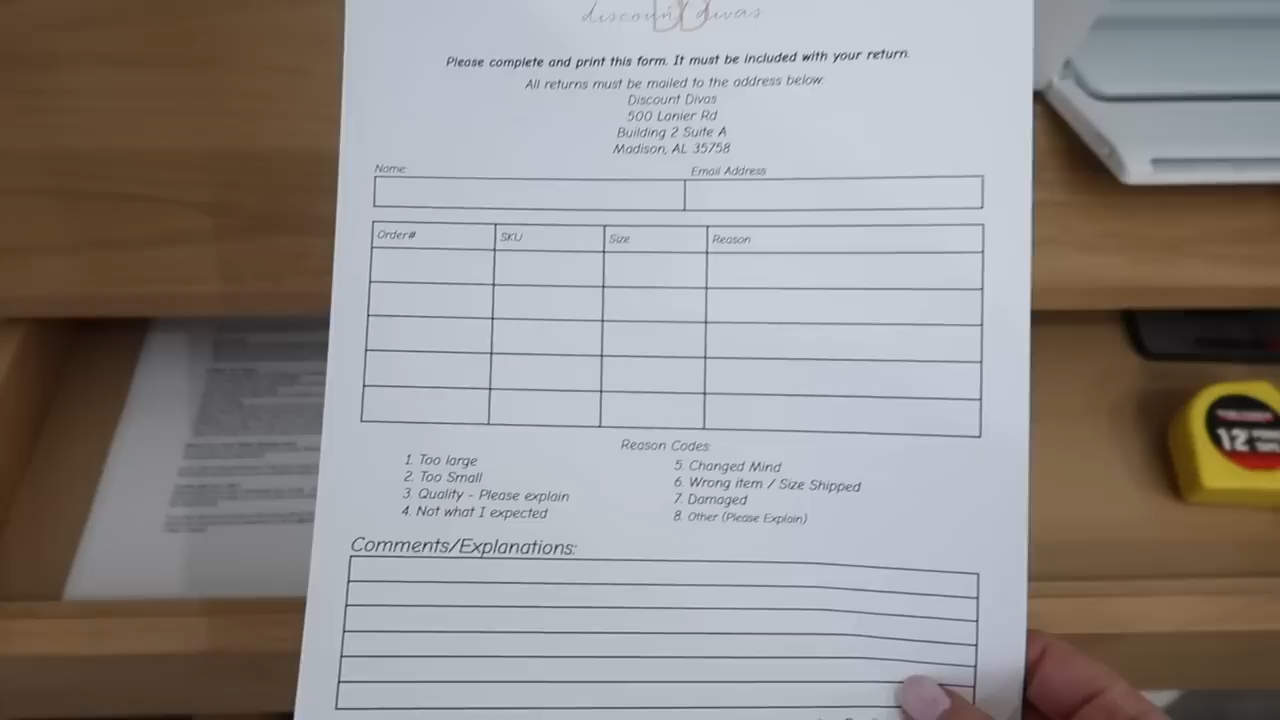 discount divas
Please complete and print this form. It must be included with your return.
All returns must be mailed to the address below:
Discount Divas
500 Lanier Rd
Building 2 Suite A
Madison, AL 35758
Name
Email Address
Order# SKU Size Reason
Reason Codes:
1. Too large
2. Too Small
3. Quality - Please explain
4. Not what I expected
5. Changed Mind
6. Wrong item / Size Shipped
7. Damaged
8. Other (Please Explain)
Comments/Explanations:
12